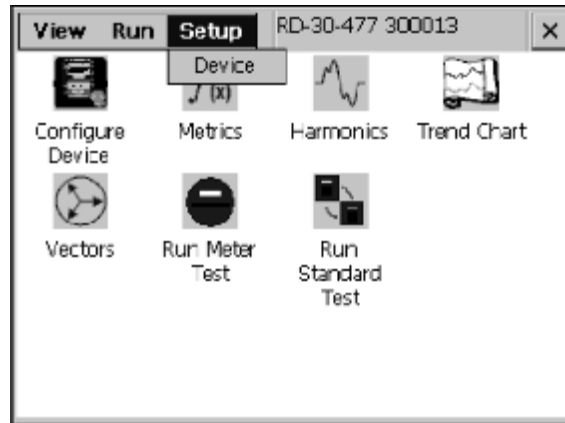 View Run Setup RD-30-477 300013
Device
f (x)
Configure Device
Metrics
Harmonics
Trend Chart
Vectors
Run Meter Test
Run Standard Test